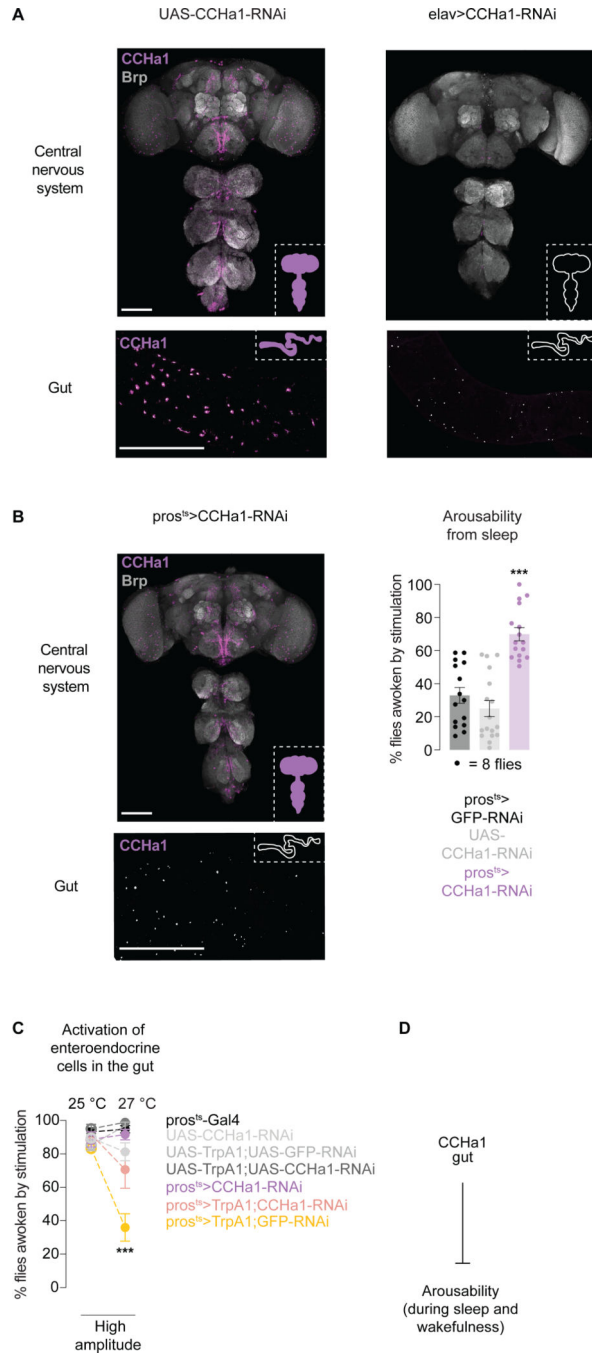 A
UAS-CCHa1-RNAi
elav>CCHa1-RNAi
CCHa1
Brp
Central
nervous
system
CCHa1
Gut
B
pros^ts>CCHa1-RNAi
CCHa1
Brp
Central
nervous
system
CCHa1
Gut
Arousability
from sleep
***
% flies awoken by stimulation
100
80
60
40
20
0
• = 8 flies
pros^ts>
GFP-RNAi
UAS-
CCHa1-RNAi
pros^ts>
CCHa1-RNAi
C
Activation of
enteroendocrine
cells in the gut
25 °C 27 °C
% flies awoken by stimulation
100
80
60
40
20
0
***
High
amplitude
pros^ts-Gal4
UAS-CCHa1-RNAi
UAS-TrpA1;UAS-GFP-RNAi
UAS-TrpA1;UAS-CCHa1-RNAi
pros^ts>CCHa1-RNAi
pros^ts>TrpA1;CCHa1-RNAi
pros^ts>TrpA1;GFP-RNAi
D
CCHa1
gut
Arousability
(during sleep and
wakefulness)